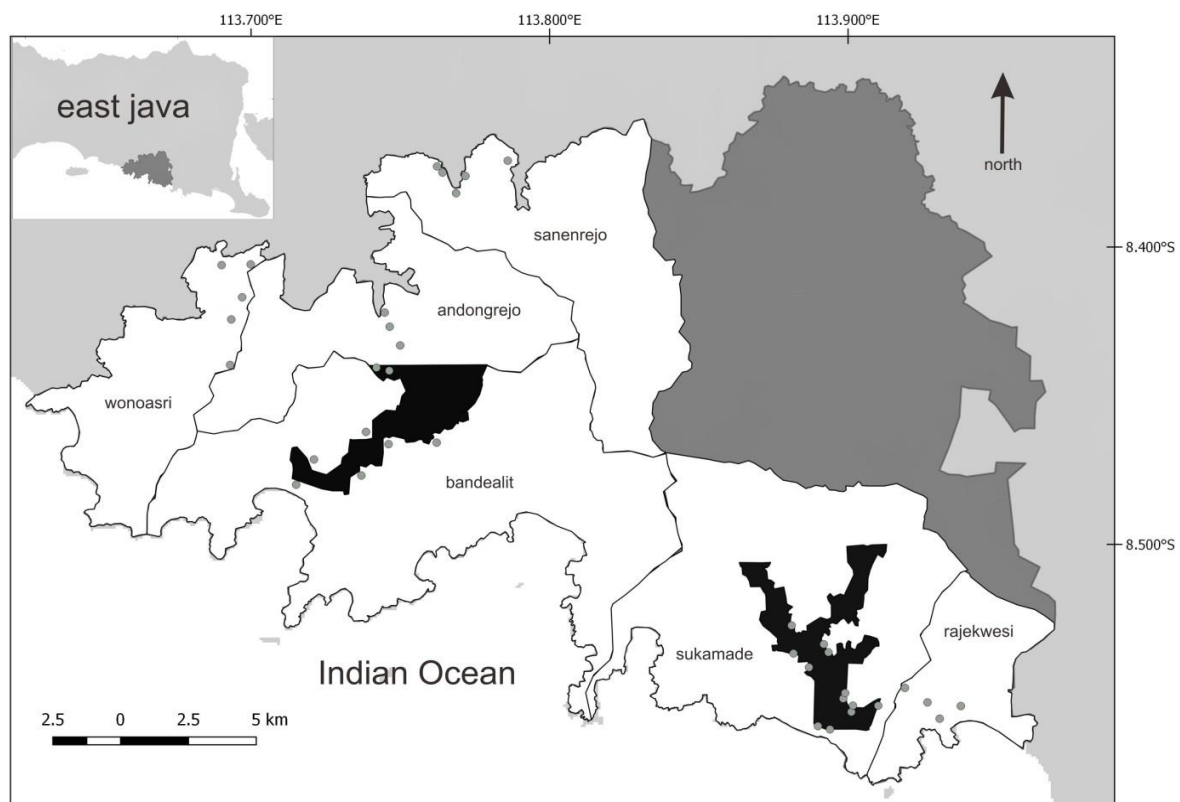 113.700°E
113.800°E
113.900°E
east java
north
sanenrejo
8.400°S
andongrejo
wonoasri
bandealit
8.500°S
rajekwesi
sukamade
Indian Ocean
2.5 0 2.5 5 km